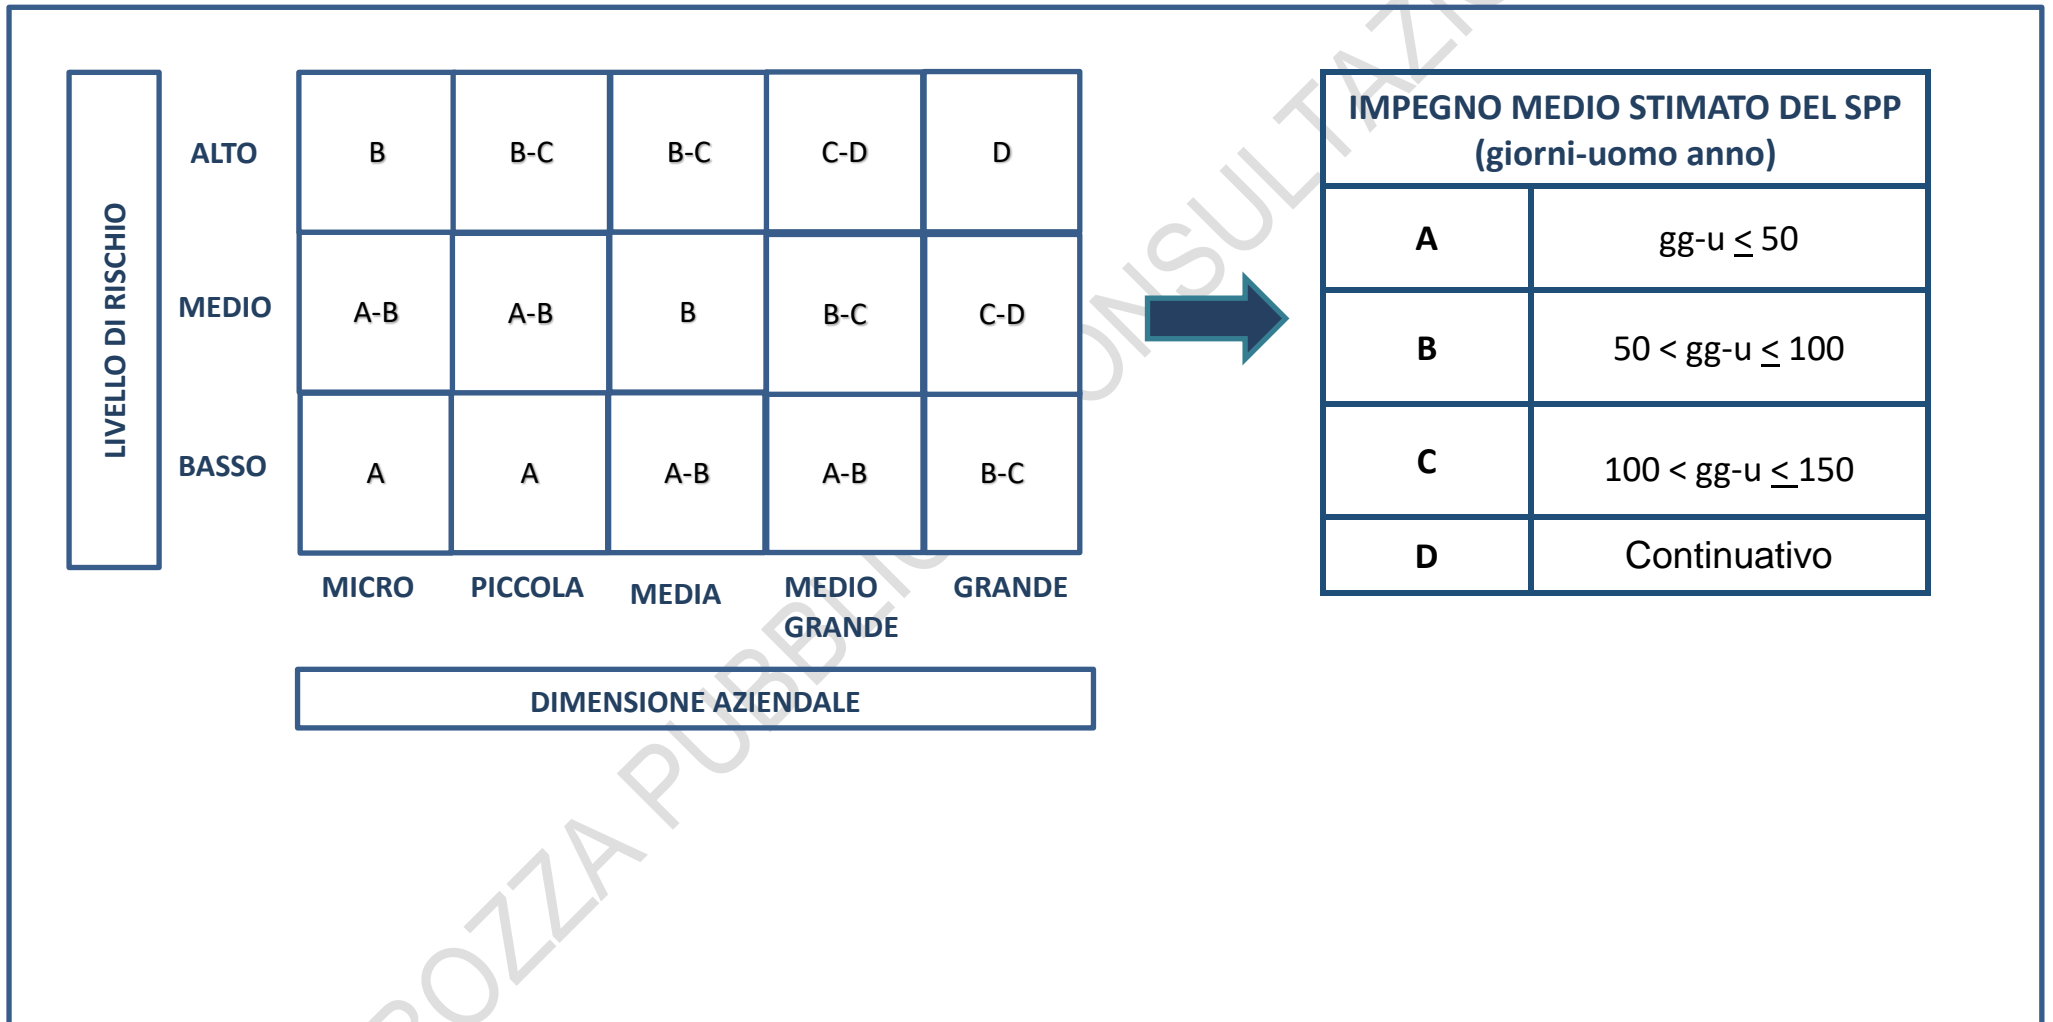 LIVELLO DI RISCHIO
ALTO B B-C B-C C-D D
MEDIO A-B A-B B B-C C-D
BASSO A A A-B A-B B-C
MICRO PICCOLA MEDIA MEDIO GRANDE
GRANDE
DIMENSIONE AZIENDALE
IMPEGNO MEDIO STIMATO DEL SPP
(giorni-uomo anno)
A gg-u < 50
B 50 < gg-u < 100
C 100 < gg-u < 150
D Continuativo